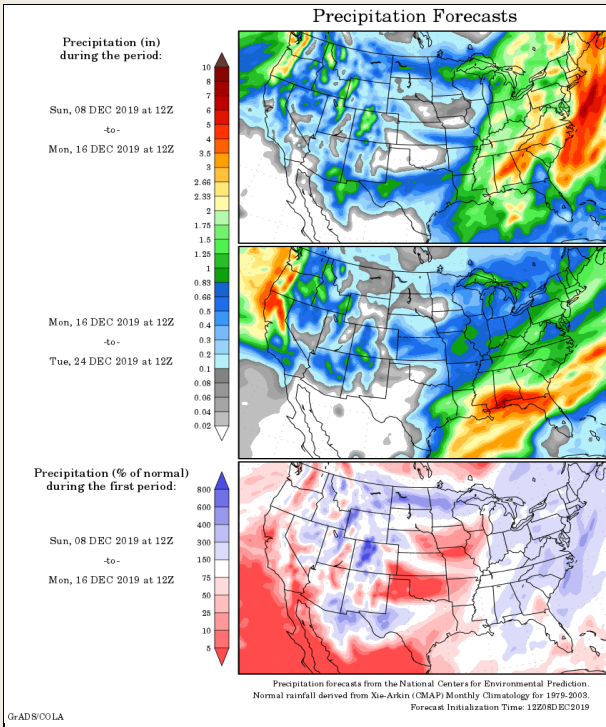 Precipitation Forecasts
Precipitation (in)
during the period:
Sun, 08 DEC 2019 at 12Z
-to-
Mon, 16 DEC 2019 at 12Z
10
8
7
6
5
4
3.5
3
2.66
2.33
2
1.75
1.5
1.25
1
0.83
0.66
0.5
0.4
0.3
0.2
0.1
0.08
0.06
0.04
0.02
Mon, 16 DEC 2019 at 12Z
-to-
Tue, 24 DEC 2019 at 12Z
Precipitation (% of normal)
during the first period:
Sun, 08 DEC 2019 at 12Z
-to-
Mon, 16 DEC 2019 at 12Z
800
600
400
300
150
75
50
25
10
5
Precipitation forecasts from the National Centers for Environmental Prediction.
Normal rainfall derived from Xie-Arkin (CMAP) Monthly Climatology for 1979-2003.
Forecast Initialization Time: 12Z08DEC2019
GrADS/COLA